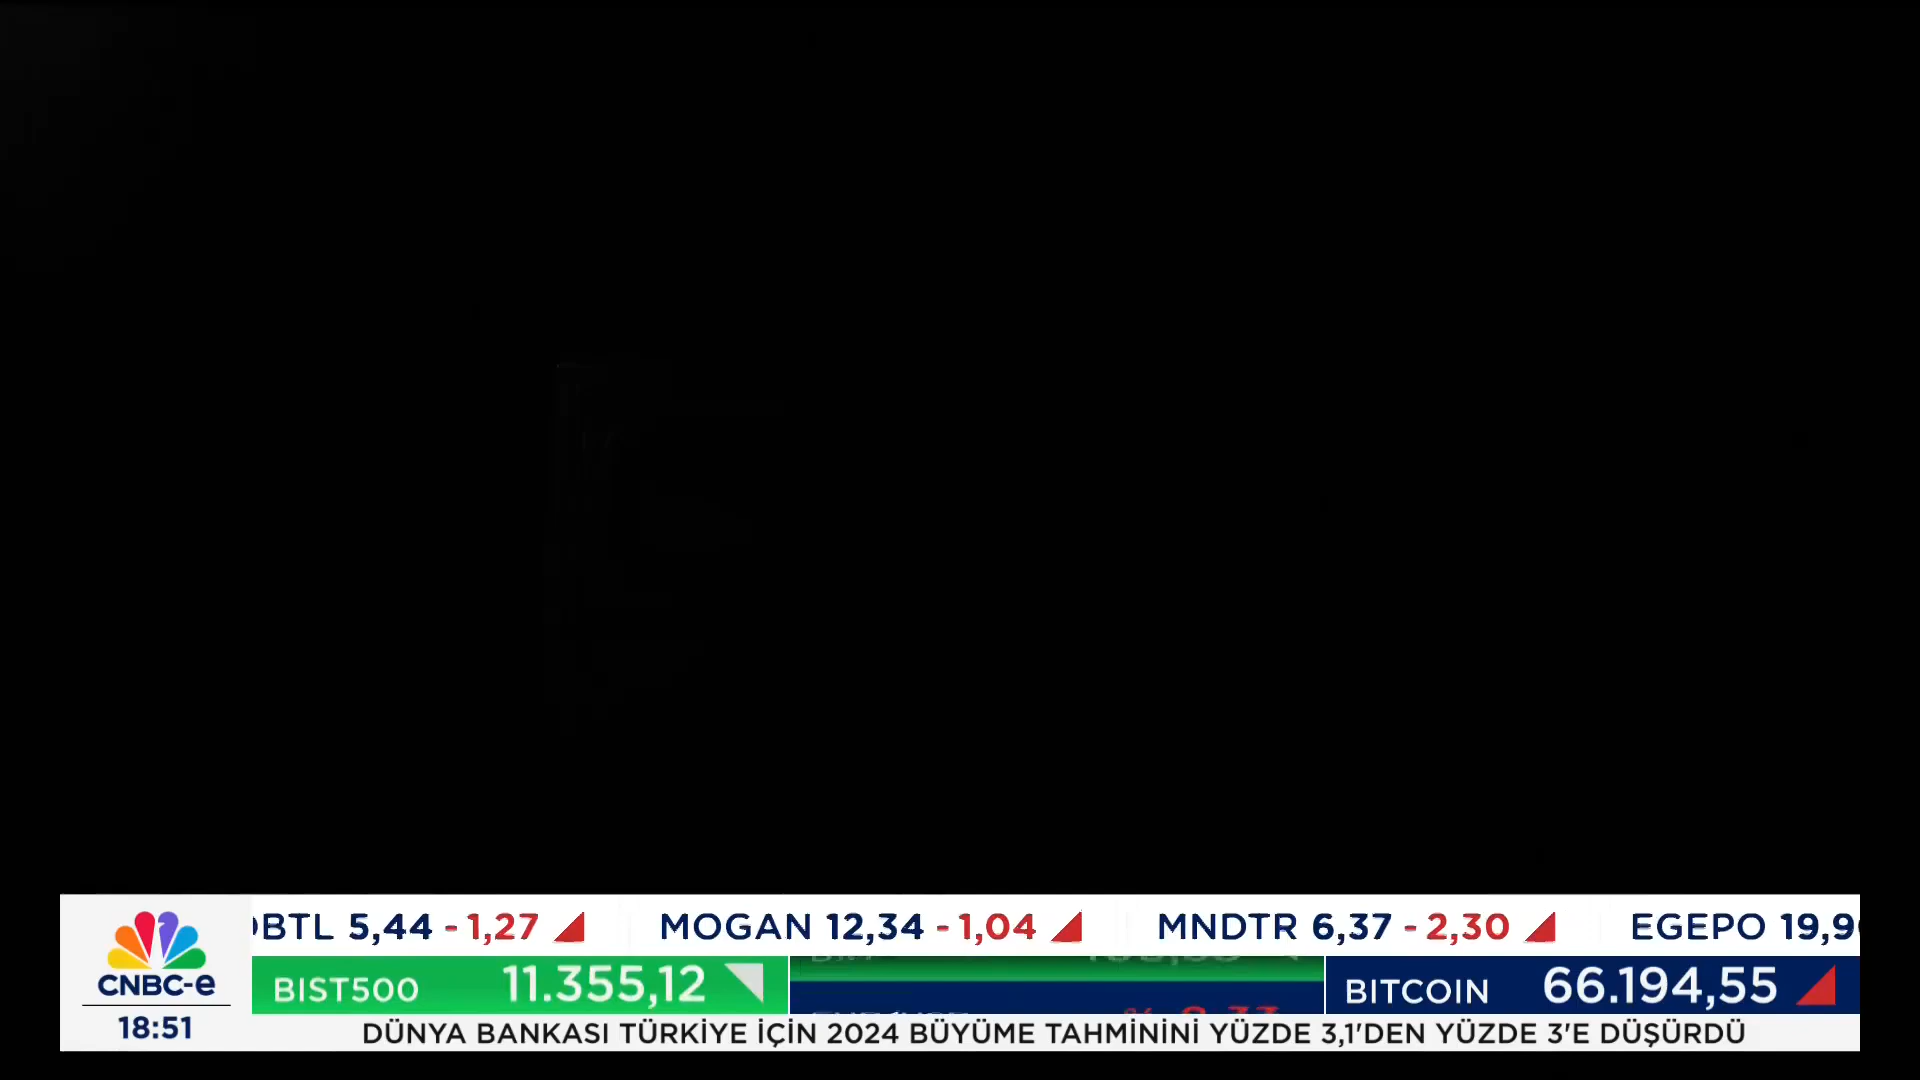 BTL 5,44 -1,27 MOGAN 12,34 -1,04 MNDTR 6,37 -2,30 EGEPO 19,9
BIST500 11.355,12 BITCOIN 66.194,55
CNBC-e
18:51
DÜNYA BANKASI TÜRKİYE İÇİN 2024 BÜYÜME TAHMİNİNİ YÜZDE 3,1'DEN YÜZDE 3'E DÜŞÜRDÜ